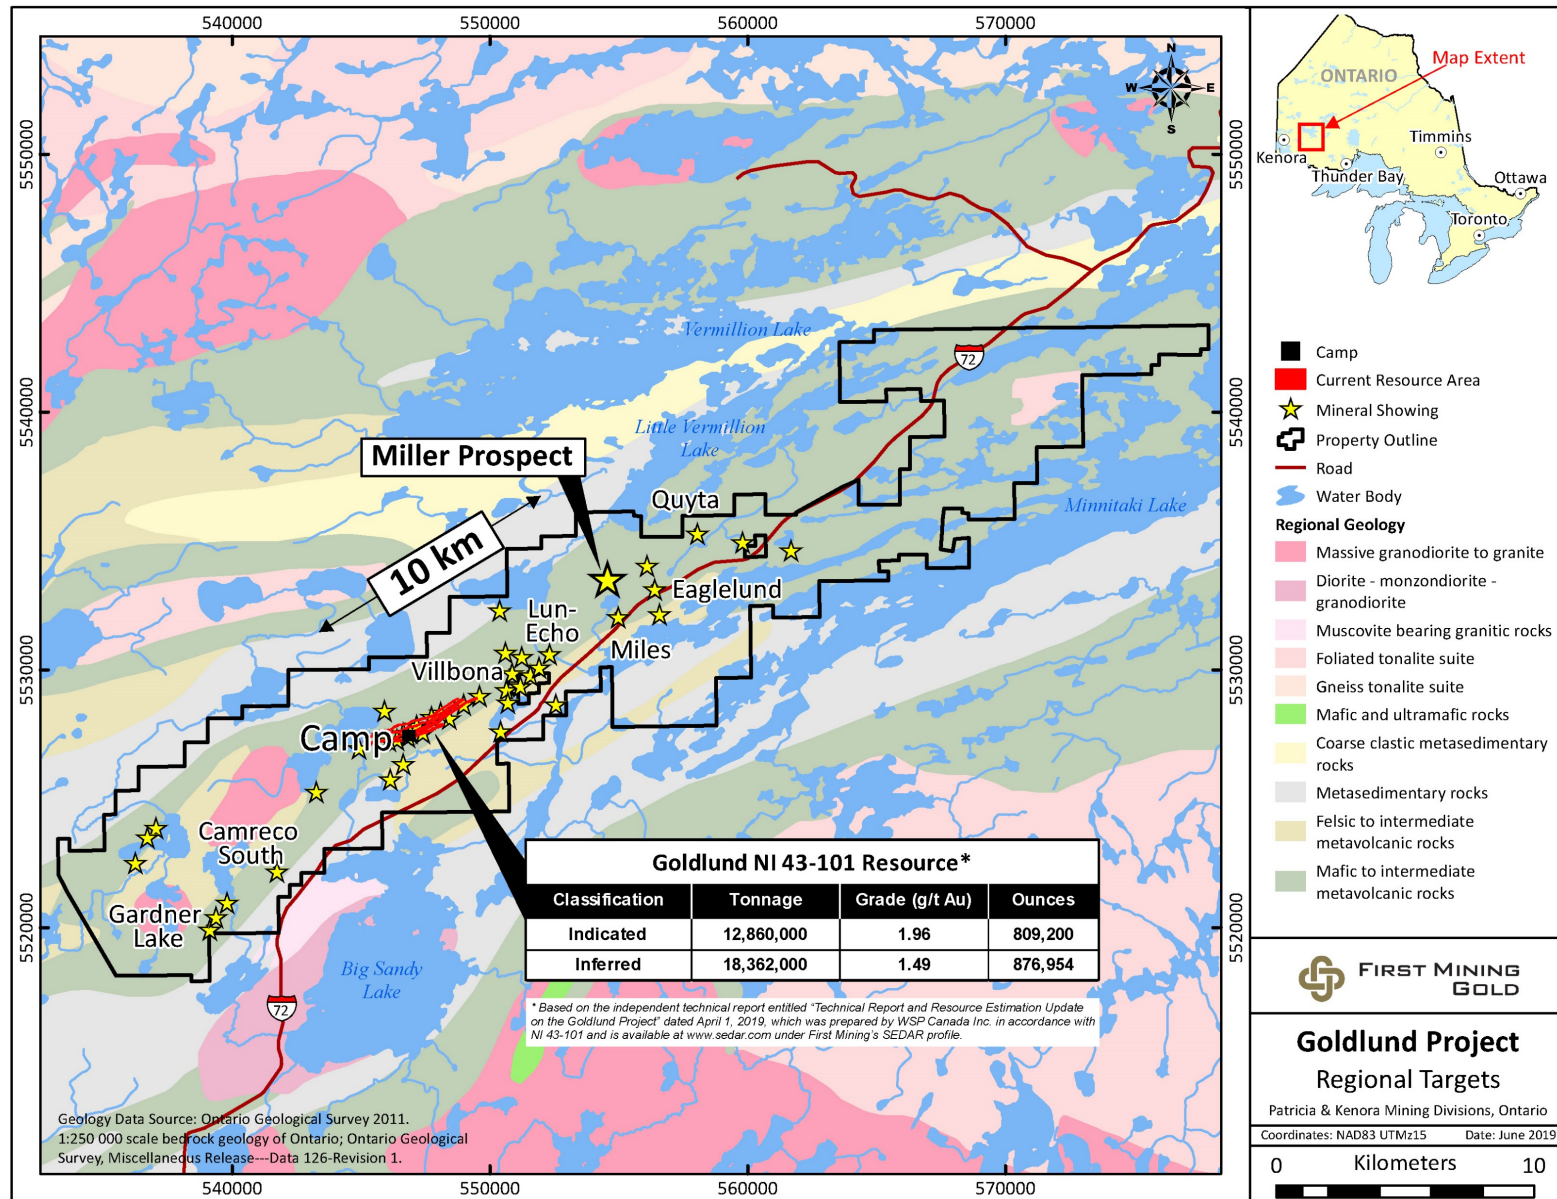 540000
550000
560000
570000
5550000
5540000
5530000
5520000
5550000
5540000
5530000
5520000
540000
550000
560000
570000
N
W E
S
Vermillion Lake
72
Little Vermillion
Lake
Minnitaki Lake
Miller Prospect
10 km
Quyta
Eaglelund
Lun-
Echo
Miles
Villbona
Camp
Camreco
South
Gardner
Lake
Big Sandy
Lake
72
Goldlund NI 43-101 Resource*
Classification Tonnage Grade (g/t Au) Ounces
Indicated 12,860,000 1.96 809,200
Inferred 18,362,000 1.49 876,954
* Based on the independent technical report entitled "Technical Report and Resource Estimation Update
on the Goldlund Project" dated April 1, 2019, which was prepared by WSP Canada Inc. in accordance with
NI 43-101 and is available at www.sedar.com under First Mining's SEDAR profile.
Geology Data Source: Ontario Geological Survey 2011.
1:250 000 scale bedrock geology of Ontario; Ontario Geological
Survey, Miscellaneous Release---Data 126-Revision 1.
Map Extent
ONTARIO
Timmins
Kenora
Thunder Bay
Ottawa
Toronto
Camp
Current Resource Area
Mineral Showing
Property Outline
Road
Water Body
Regional Geology
Massive granodiorite to granite
Diorite - monzondiorite -
granodiorite
Muscovite bearing granitic rocks
Foliated tonalite suite
Gneiss tonalite suite
Mafic and ultramafic rocks
Coarse clastic metasedimentary
rocks
Metasedimentary rocks
Felsic to intermediate
metavolcanic rocks
Mafic to intermediate
metavolcanic rocks
FIRST MINING
GOLD
Goldlund Project
Regional Targets
Patricia & Kenora Mining Divisions, Ontario
Coordinates: NAD83 UTMz15 Date: June 2019
0 Kilometers 10